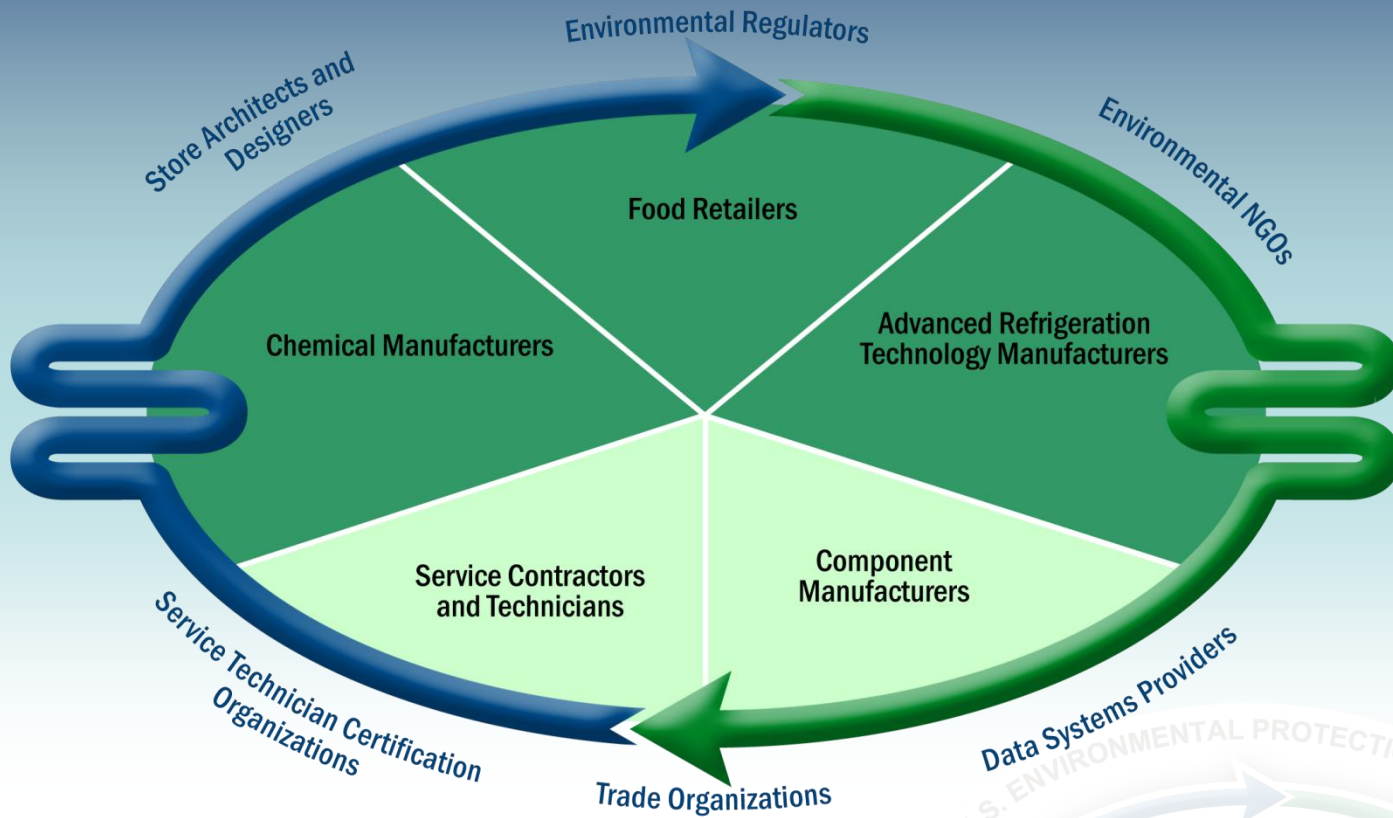 Environmental Regulators
Store Architects and
Designers
Environmental NGOs
Food Retailers
Chemical Manufacturers
Advanced Refrigeration
Technology Manufacturers
Service Contractors
and Technicians
Component
Manufacturers
Service Technician Certification
Organizations
Data Systems Providers
Trade Organizations
S. ENVIRONMENTAL PROTECTI